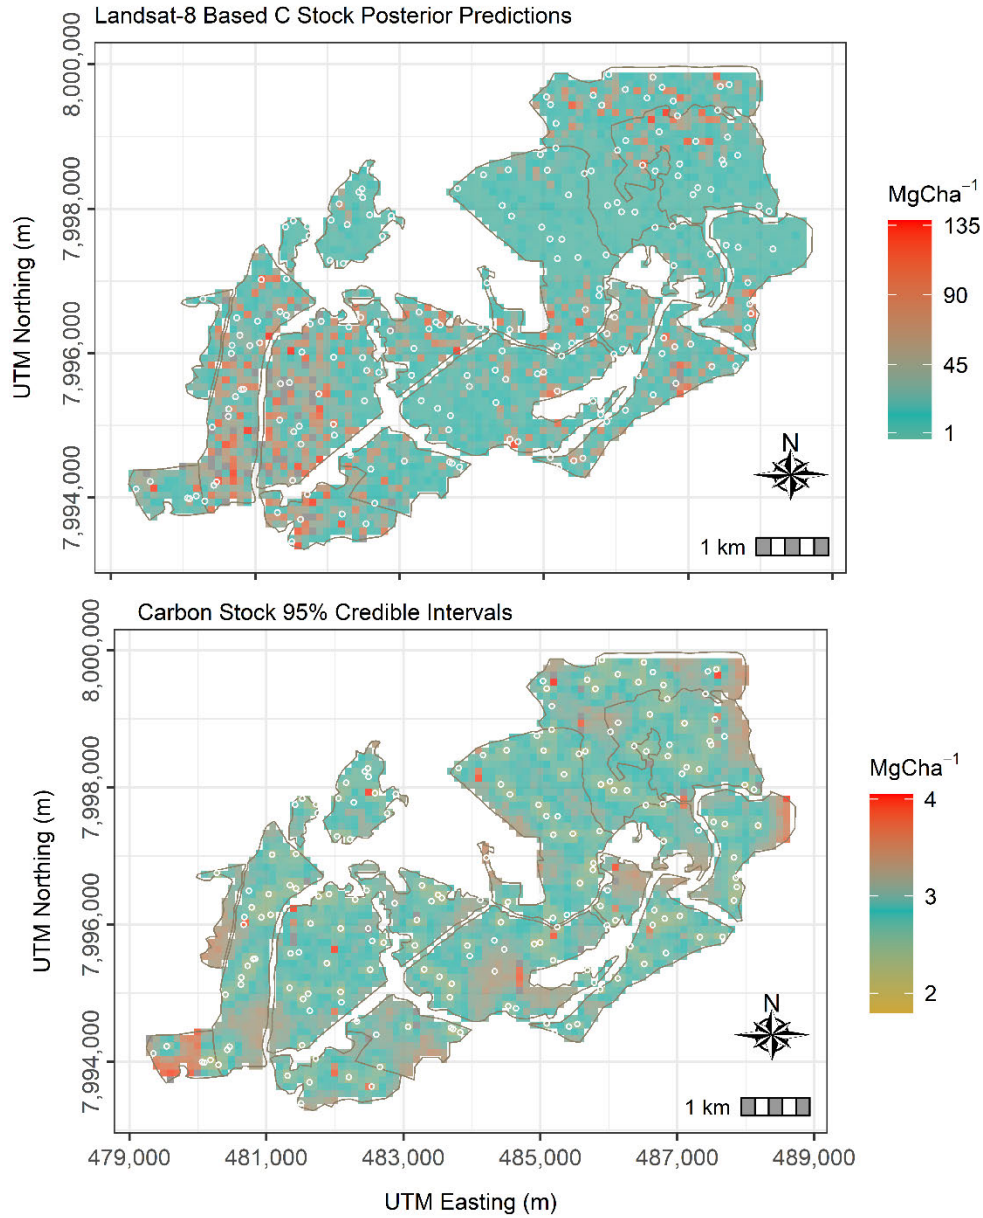 Landsat-8 Based C Stock Posterior Predictions
8,000,000
7,998,000
7,996,000
7,994,000
UTM Northing (m)
MgCha⁻¹
135
90
45
1
N
1 km
Carbon Stock 95% Credible Intervals
8,000,000
7,998,000
7,996,000
7,994,000
UTM Northing (m)
MgCha⁻¹
4
3
2
N
1 km
479,000 481,000 483,000 485,000 487,000 489,000
UTM Easting (m)